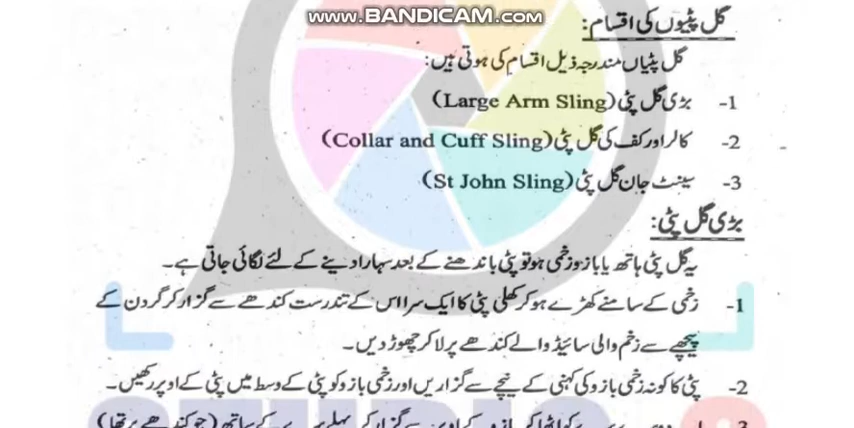 www.BANDICAM.com
گل پٹیوں کی اقسام:
گل پٹیاں مندرجہ ذیل اقسام کی ہوتی ہیں:
1- بڑی گل پٹی (Large Arm Sling)
2- کالر اور کف کی گل پٹی (Collar and Cuff Sling)
3- سینٹ جان گل پٹی (St John Sling)
بڑی گل پٹی:
یہ گل پٹی ہاتھ یا بازو زخمی ہو تو پٹی باندھنے کے بعد سہارا دینے کے لئے لگائی جاتی ہے۔
1- زخمی کے سامنے کھڑے ہو کر کھلی پٹی کا ایک سرا اس کے تندرست کندھے سے گزار کر گردن کے
پیچھے سے زخم والی سائیڈ والے کندھے پر لا کر چھوڑ دیں۔
2- پٹی کا کونہ زخمی بازو کی کہنی کے نیچے سے گزاریں اور زخمی بازو کو پٹی کے وسط میں پٹی کے اوپر رکھیں۔